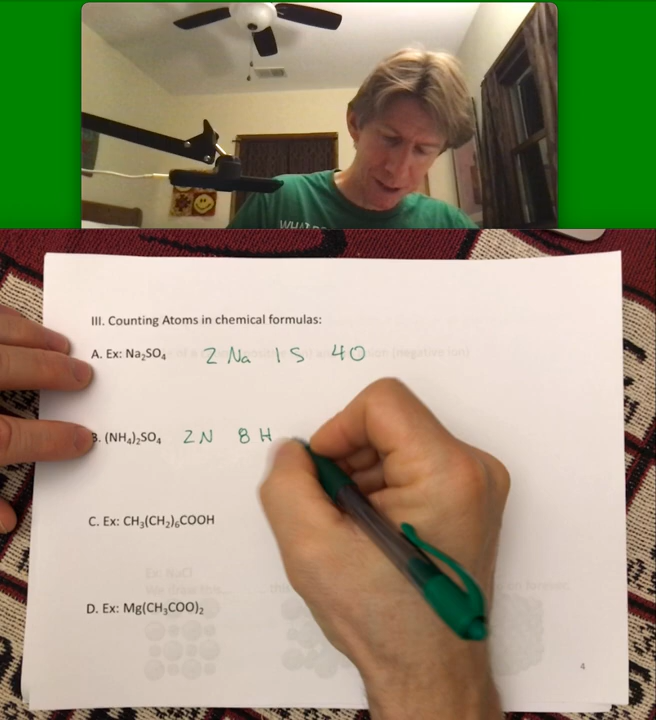 WHAT
III. Counting Atoms in chemical formulas:
A. Ex: Na₂SO₄ 2 Na 1 S 4 O
B. (NH₄)₂SO₄ 2 N 8 H
C. Ex: CH₃(CH₂)₆COOH
Ex: NaCl
D. Ex: Mg(CH₃COO)₂
4